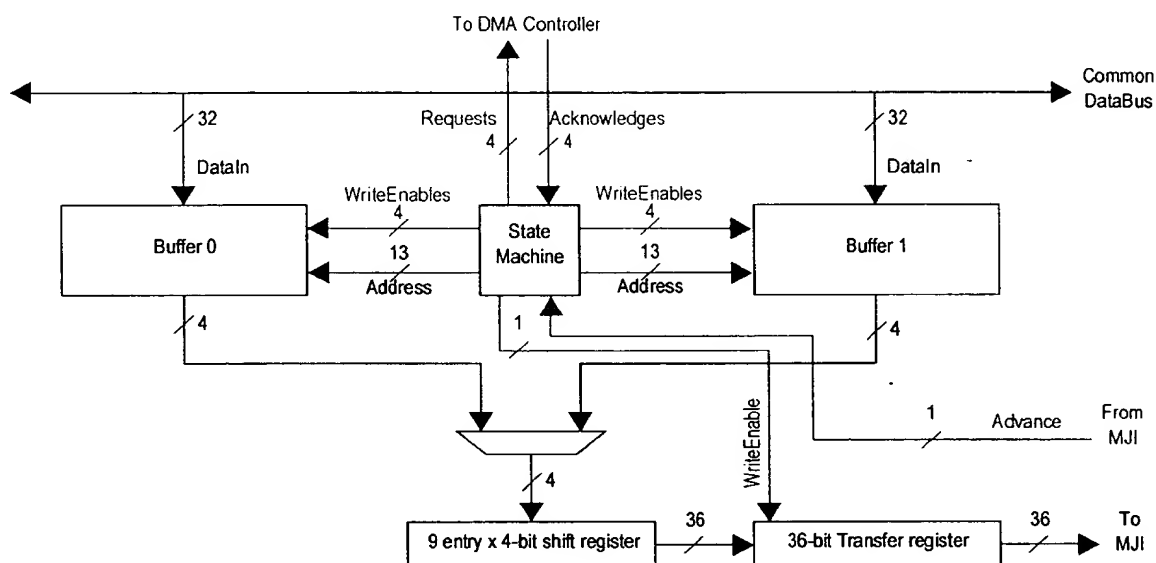 To DMA Controller
Common
DataBus
32
Requests
Acknowledges
32
4
4
DataIn
DataIn
WriteEnables
WriteEnables
4
4
Buffer 0
State
Machine
Buffer 1
13
13
Address
Address
4
1
4
WriteEnable
1
Advance
From
MJI
4
9 entry x 4-bit shift register
36
36-bit Transfer register
36
To
MJI